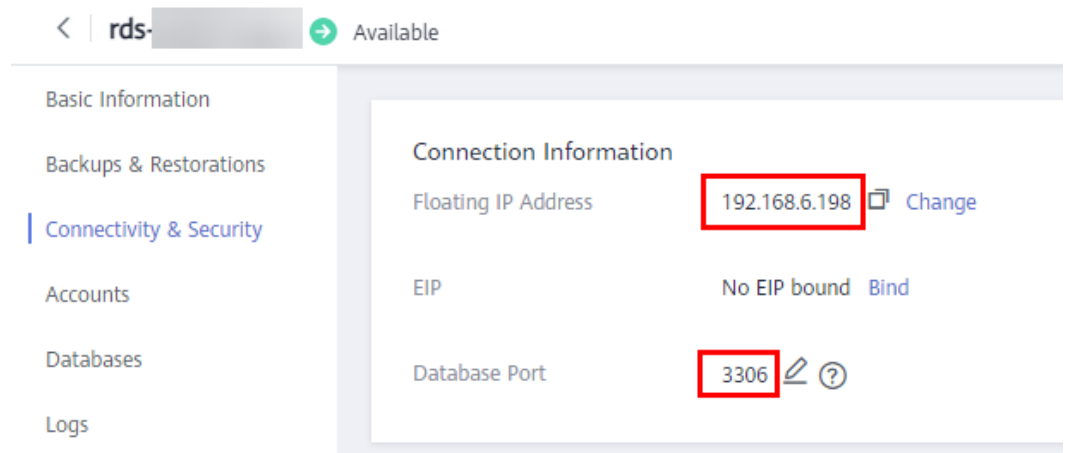 rds- Available
Basic Information
Backups & Restorations
Connectivity & Security
Accounts
Databases
Logs
Connection Information
Floating IP Address 192.168.6.198 Change
EIP No EIP bound Bind
Database Port 3306